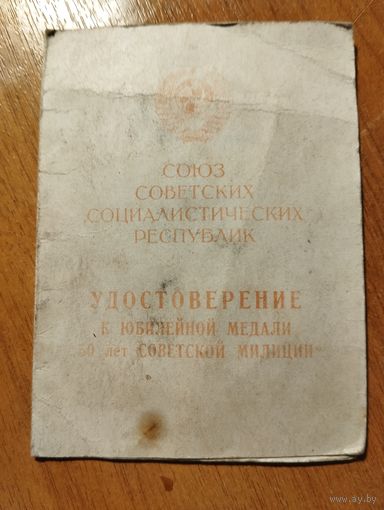 СОЮЗ
СОВЕТСКИХ
СОЦИАЛИСТИЧЕСКИХ
РЕСПУБЛИК
УДОСТОВЕРЕНИЕ
К ЮБИЛЕЙНОЙ МЕДАЛИ
50 лет СОВЕТСКОЙ МИЛИЦИИ
www.ay.by